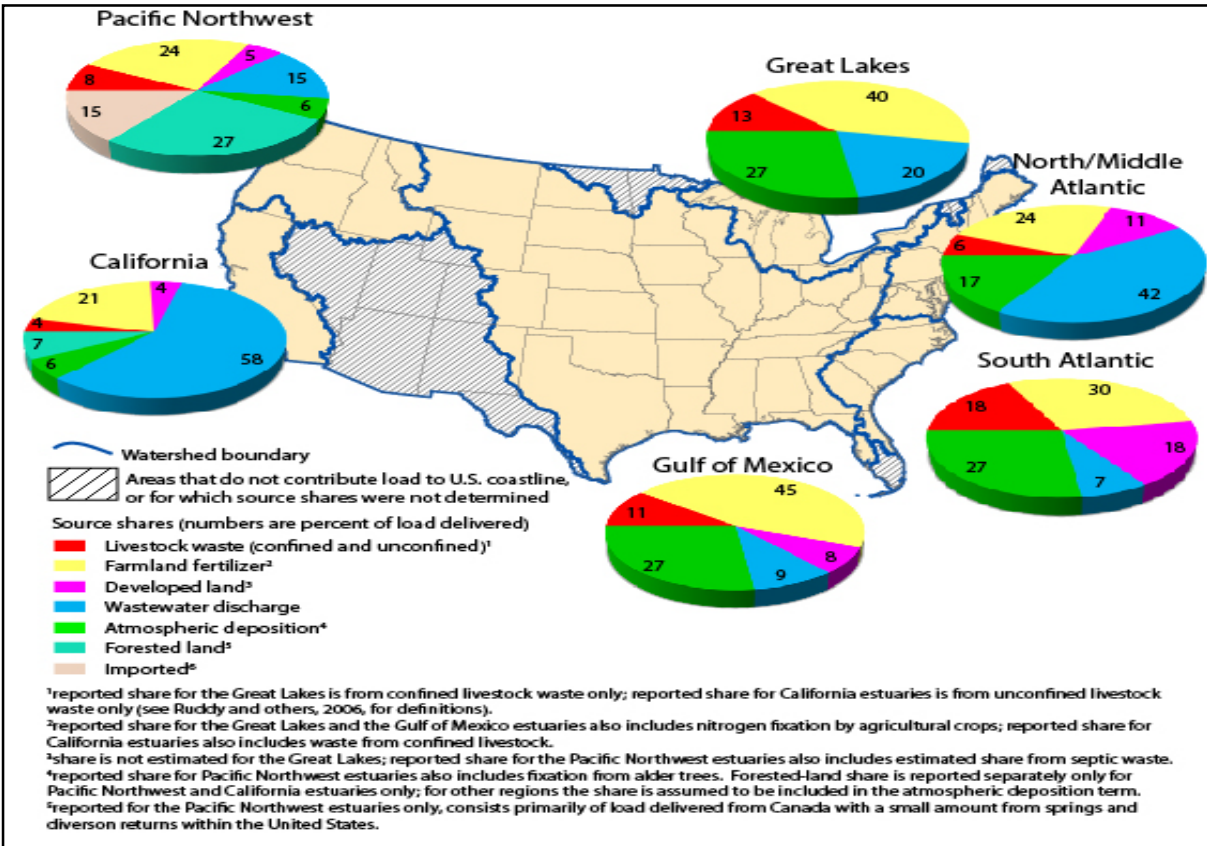 Pacific Northwest
24
5
8
15
6
15
27
Great Lakes
40
13
27
20
North/Middle
Atlantic
24
11
6
17
42
California
21
4
4
7
6
58
South Atlantic
30
18
18
27
7
Gulf of Mexico
45
11
8
27
9
Watershed boundary
Areas that do not contribute load to U.S. coastline,
or for which source shares were not determined
Source shares (numbers are percent of load delivered)
Livestock waste (confined and unconfined)¹
Farmland fertilizer²
Developed land³
Wastewater discharge
Atmospheric deposition⁴
Forested land⁵
Imported⁶
¹reported share for the Great Lakes is from confined livestock waste only; reported share for California estuaries is from unconfined livestock
waste only (see Ruddy and others, 2006, for definitions).
²reported share for the Great Lakes and the Gulf of Mexico estuaries also includes nitrogen fixation by agricultural crops; reported share for
California estuaries also includes waste from confined livestock.
³share is not estimated for the Great Lakes; reported share for the Pacific Northwest estuaries also includes estimated share from septic waste.
⁴reported share for Pacific Northwest estuaries also includes fixation from alder trees. Forested-land share is reported separately only for
Pacific Northwest and California estuaries only; for other regions the share is assumed to be included in the atmospheric deposition term.
⁵reported for the Pacific Northwest estuaries only, consists primarily of load delivered from Canada with a small amount from springs and
diverson returns within the United States.